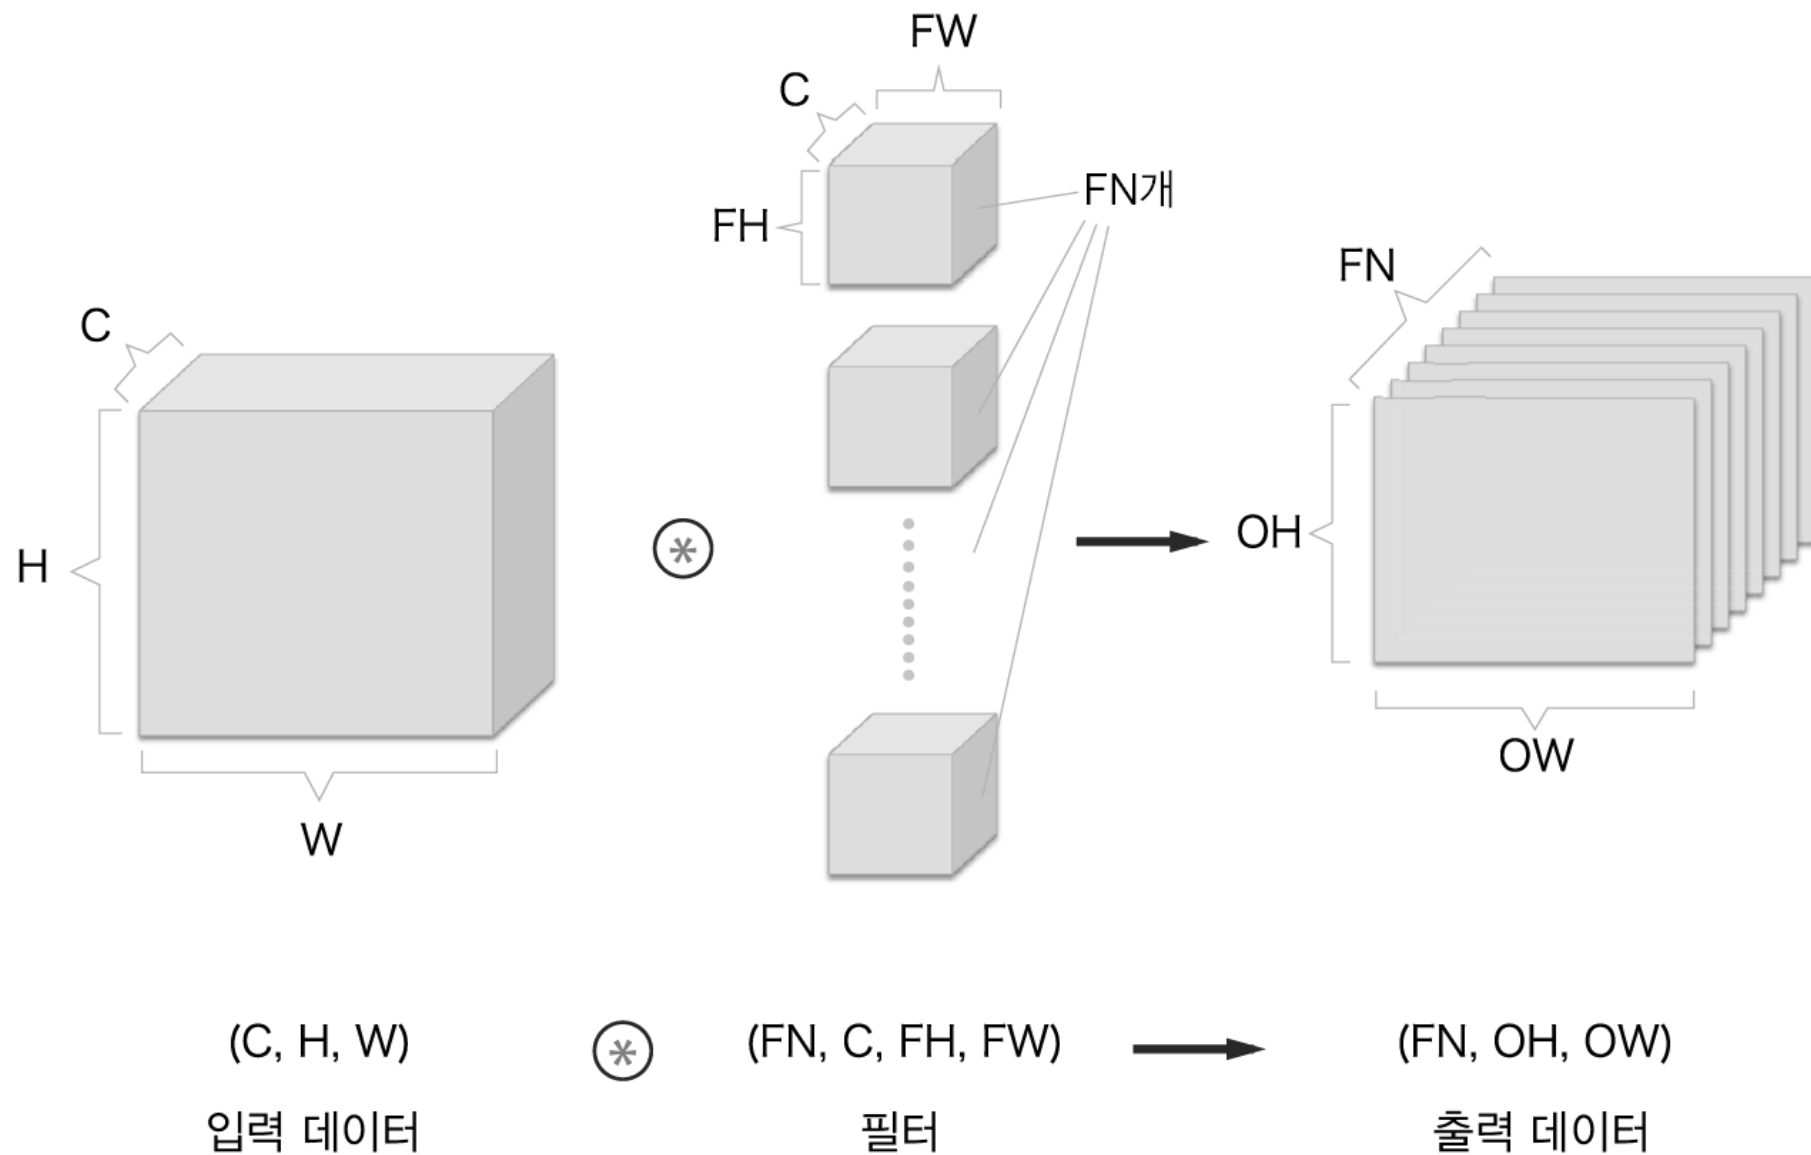 FW
C
FN개
FH
FN
C
OH
H
OW
W
(C, H, W) ⊛ (FN, C, FH, FW) → (FN, OH, OW)
입력 데이터 필터 출력 데이터